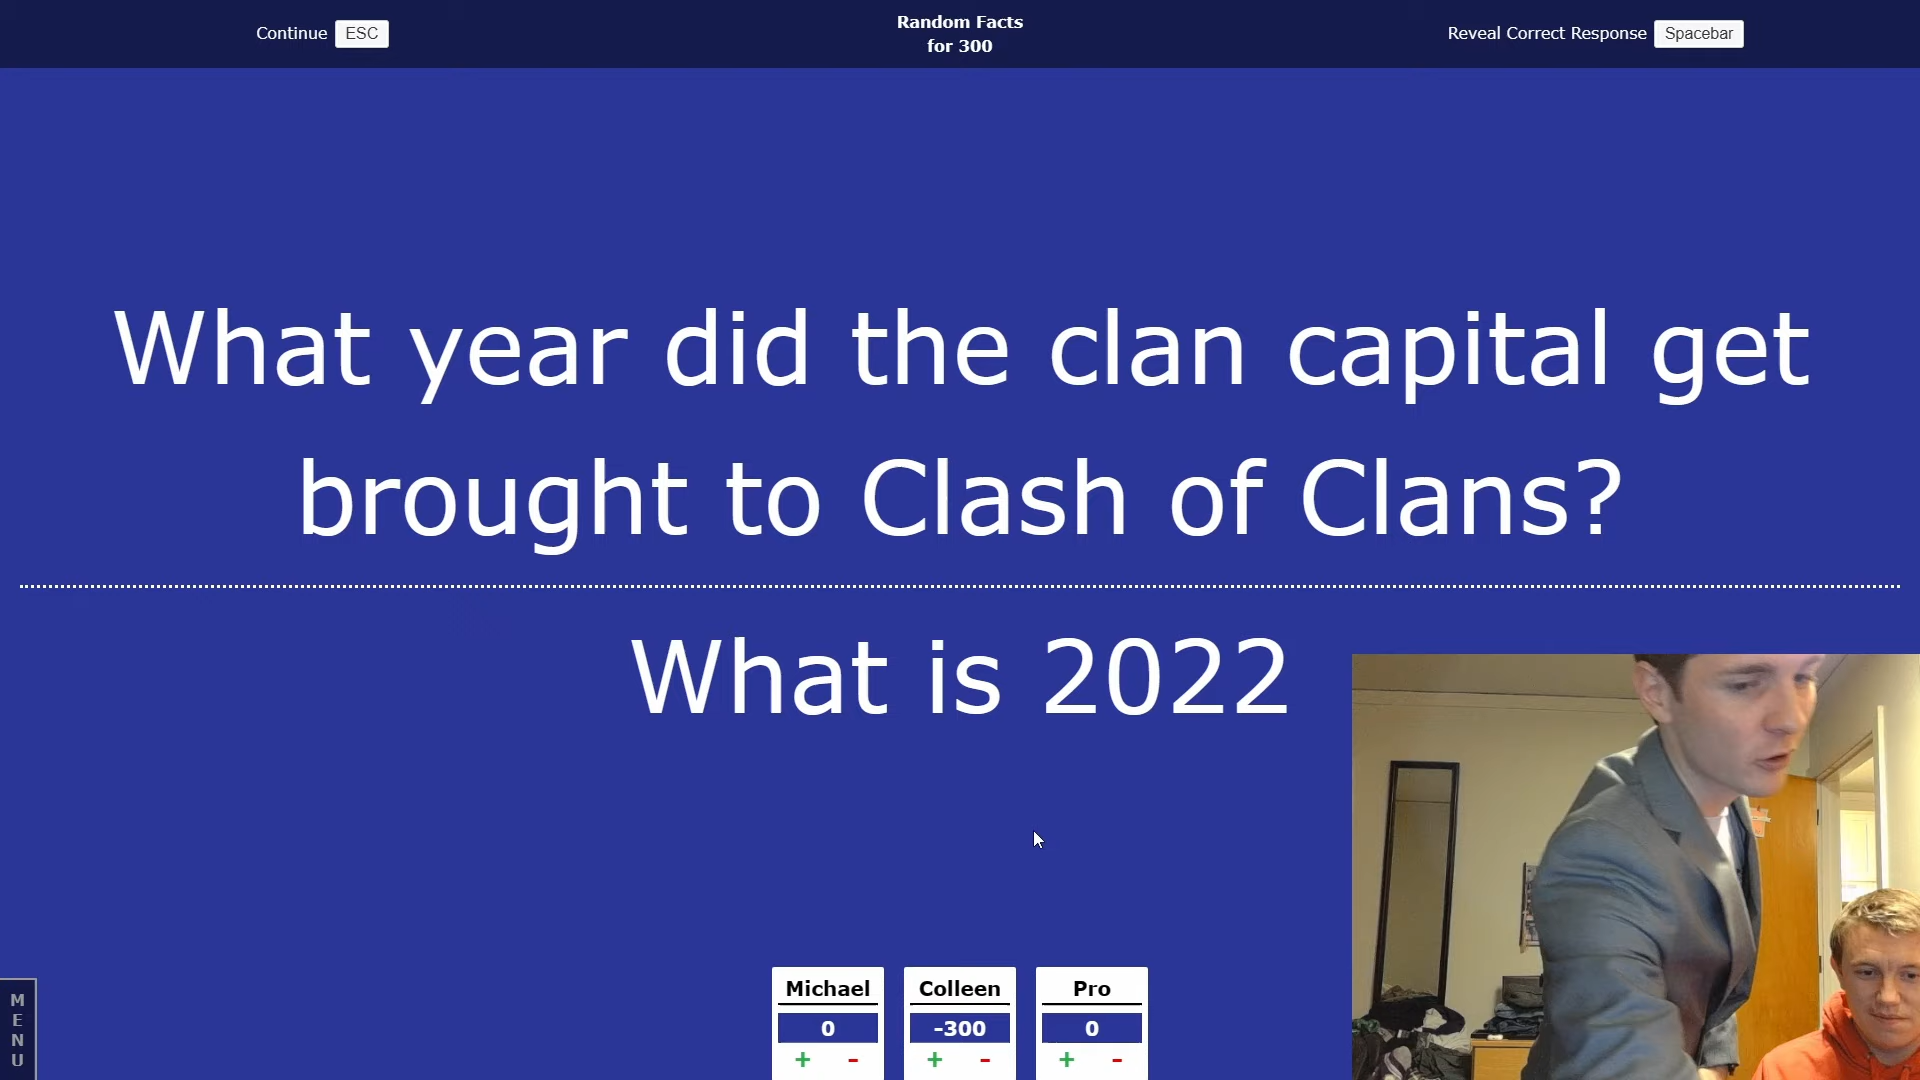 Continue ESC
Random Facts
for 300
Reveal Correct Response Spacebar
What year did the clan capital get
brought to Clash of Clans?
What is 2022
MENU
Michael Colleen Pro
0 -300 0
+ - + - + -